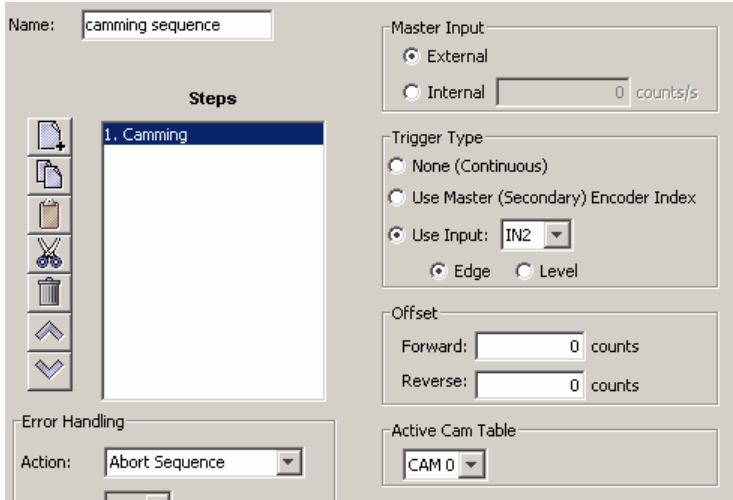 Name: camming sequence
Steps
1. Camming
Error Handling
Action: Abort Sequence
Master Input
External
Internal 0 counts/s
Trigger Type
None (Continuous)
Use Master (Secondary) Encoder Index
Use Input: IN2
Edge Level
Offset
Forward: 0 counts
Reverse: 0 counts
Active Cam Table
CAM 0